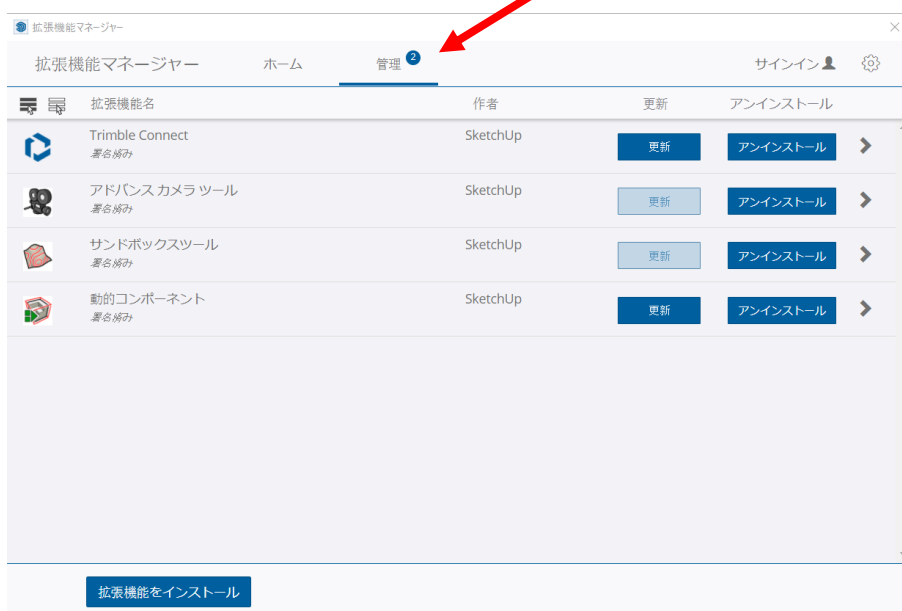 拡張機能マネージャー
拡張機能マネージャー ホーム 管理 2 サインイン
拡張機能名 作者 更新 アンインストール
Trimble Connect SketchUp 更新 アンインストール
署名済み
アドバンス カメラ ツール SketchUp 更新 アンインストール
署名済み
サンドボックスツール SketchUp 更新 アンインストール
署名済み
動的コンポーネント SketchUp 更新 アンインストール
署名済み
拡張機能をインストール